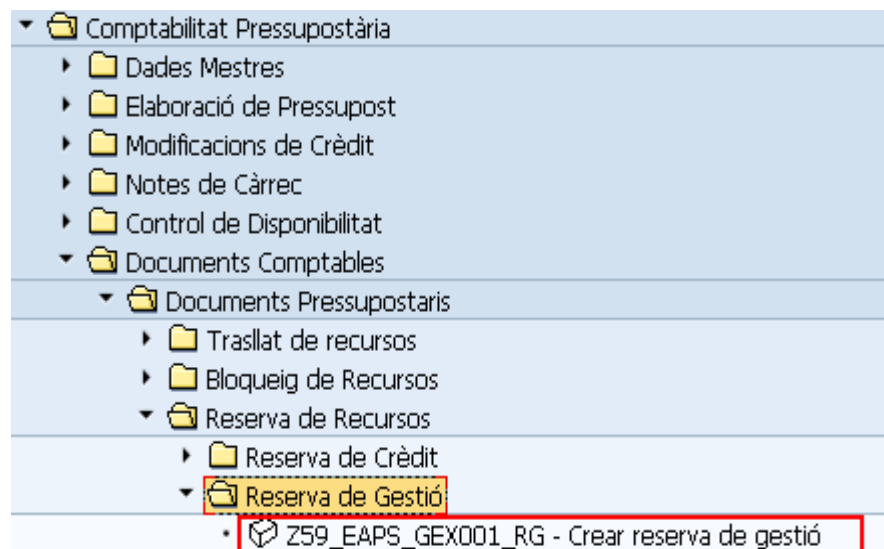 Comptabilitat Pressupostària
Dades Mestres
Elaboració de Pressupost
Modificacions de Crèdit
Notes de Càrrec
Control de Disponibilitat
Documents Comptables
Documents Pressupostaris
Trasllat de recursos
Bloqueig de Recursos
Reserva de Recursos
Reserva de Crèdit
Reserva de Gestió
Z59_EAPS_GEX001_RG - Crear reserva de gestió